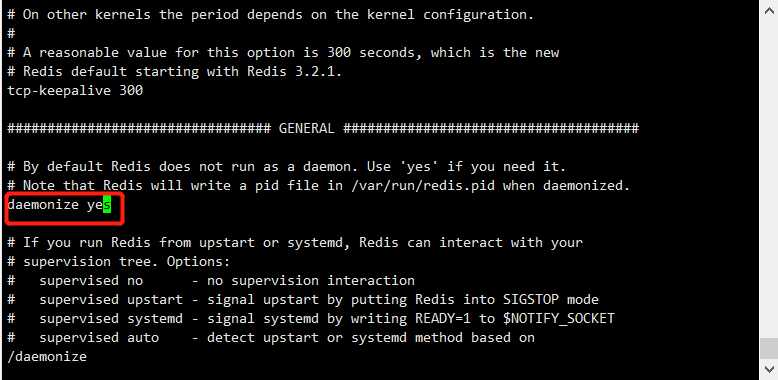 # On other kernels the period depends on the kernel configuration.
#
# A reasonable value for this option is 300 seconds, which is the new
# Redis default starting with Redis 3.2.1.
tcp-keepalive 300
################################# GENERAL #####################################
# By default Redis does not run as a daemon. Use 'yes' if you need it.
# Note that Redis will write a pid file in /var/run/redis.pid when daemonized.
daemonize yes
# If you run Redis from upstart or systemd, Redis can interact with your
# supervision tree. Options:
#   supervised no      - no supervision interaction
#   supervised upstart - signal upstart by putting Redis into SIGSTOP mode
#   supervised systemd - signal systemd by writing READY=1 to $NOTIFY_SOCKET
#   supervised auto    - detect upstart or systemd method based on
/daemonize